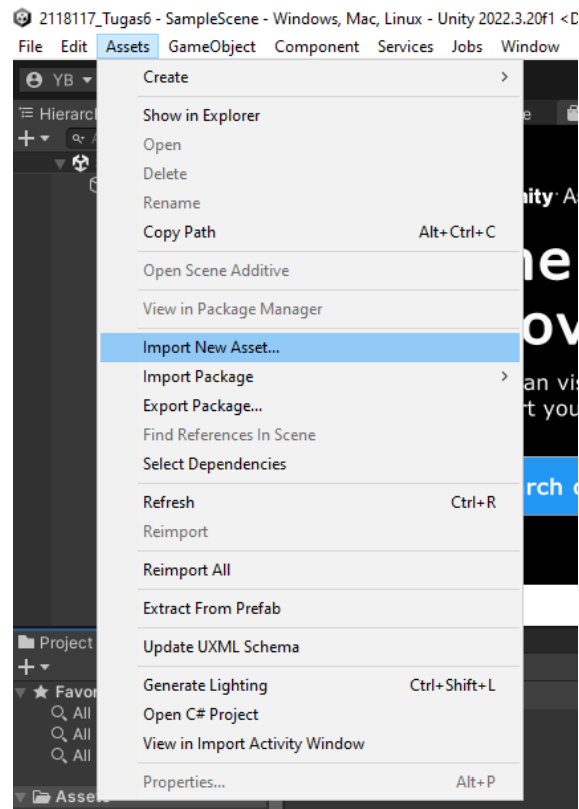 2118117_Tugas6 - SampleScene - Windows, Mac, Linux - Unity 2022.3.20f1 <D
File Edit Assets GameObject Component Services Jobs Window
YB
Create
Hierarc
Show in Explorer
Open
Delete
Rename
Copy Path Alt+Ctrl+C
Open Scene Additive
View in Package Manager
Import New Asset...
Import Package
Export Package...
Find References In Scene
Select Dependencies
Refresh Ctrl+R
Reimport
Reimport All
Extract From Prefab
Update UXML Schema
Generate Lighting Ctrl+Shift+L
Open C# Project
View in Import Activity Window
Properties... Alt+P
Project
Favor
All
All
All
Asse